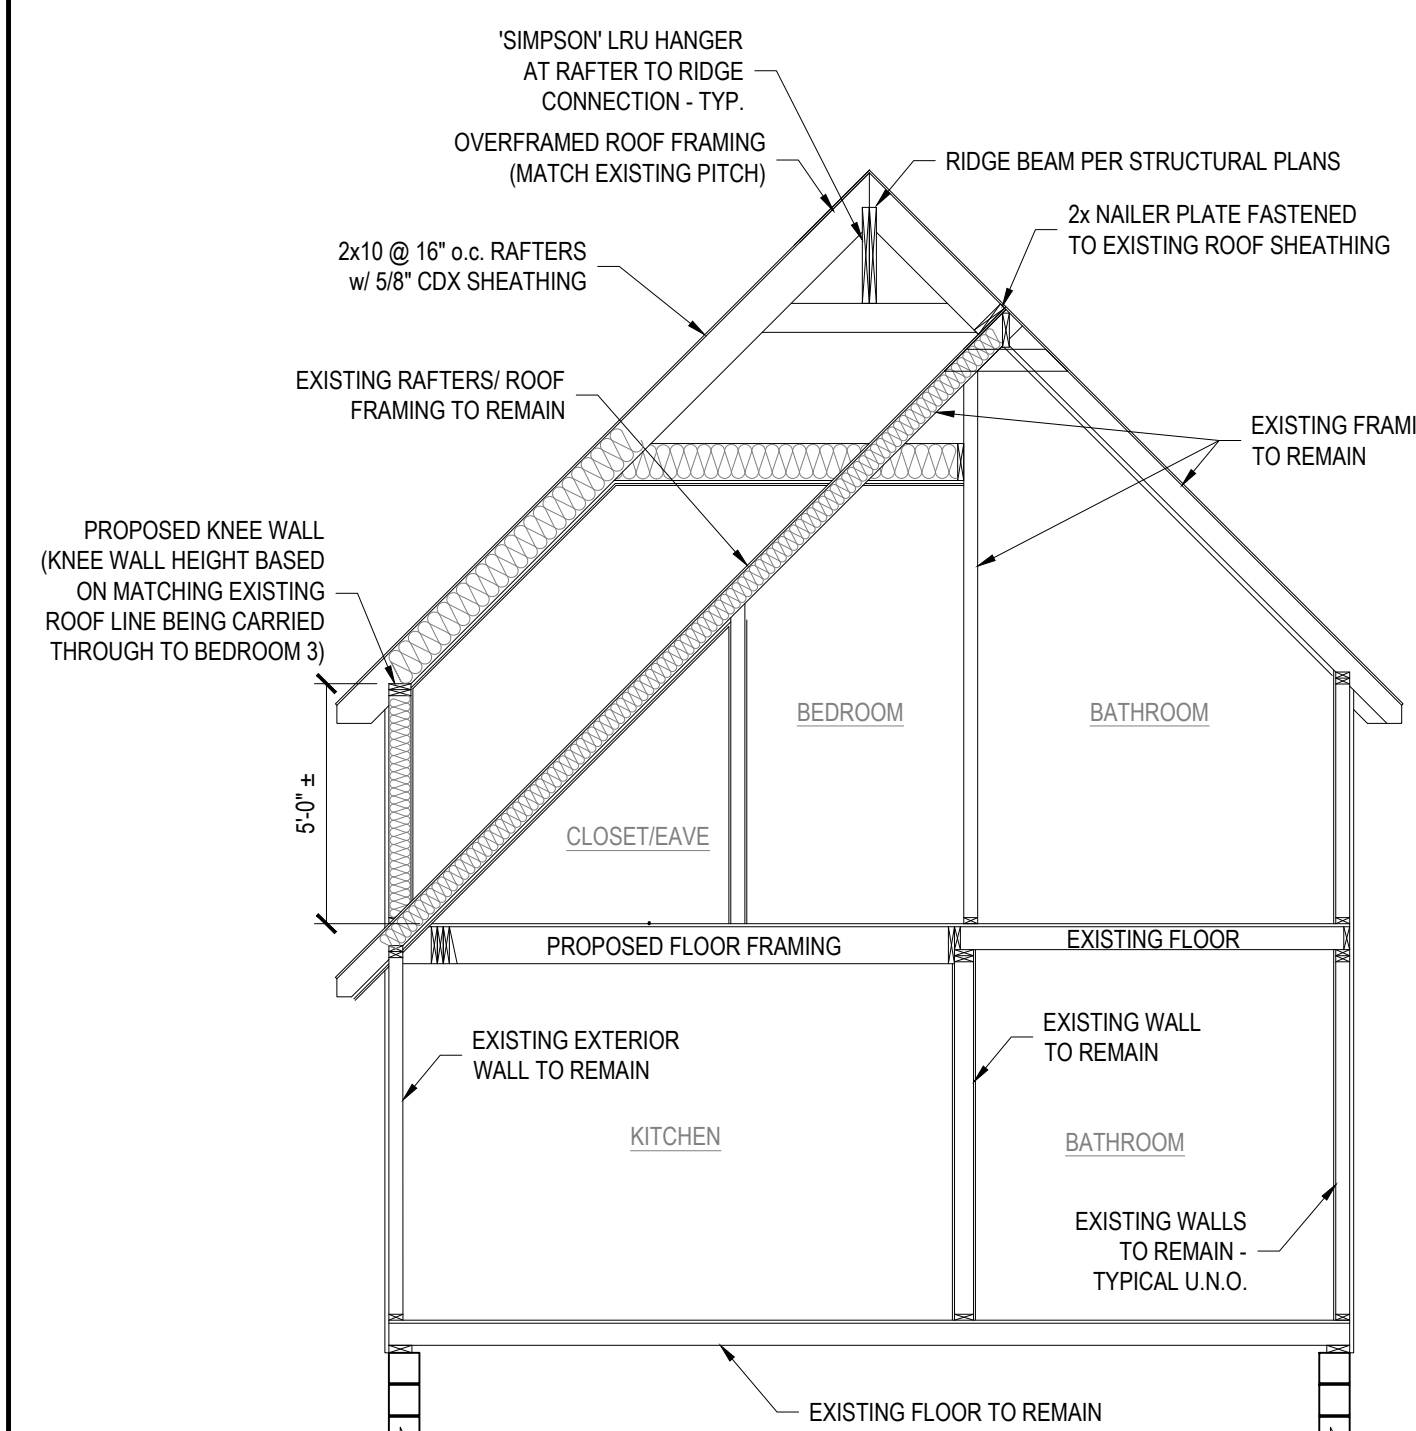 'SIMPSON' LRU HANGER
AT RAFTER TO RIDGE
CONNECTION - TYP.
OVERFRAMED ROOF FRAMING
(MATCH EXISTING PITCH)
RIDGE BEAM PER STRUCTURAL PLANS
2x NAILER PLATE FASTENED
TO EXISTING ROOF SHEATHING
2x10 @ 16" o.c. RAFTERS
w/ 5/8" CDX SHEATHING
EXISTING RAFTERS/ ROOF
FRAMING TO REMAIN
EXISTING FRAMI
TO REMAIN
PROPOSED KNEE WALL
(KNEE WALL HEIGHT BASED
ON MATCHING EXISTING
ROOF LINE BEING CARRIED
THROUGH TO BEDROOM 3)
BEDROOM
BATHROOM
5'-0" ±
CLOSET/EAVE
PROPOSED FLOOR FRAMING
EXISTING FLOOR
EXISTING EXTERIOR
WALL TO REMAIN
EXISTING WALL
TO REMAIN
KITCHEN
BATHROOM
EXISTING WALLS
TO REMAIN -
TYPICAL U.N.O.
EXISTING FLOOR TO REMAIN